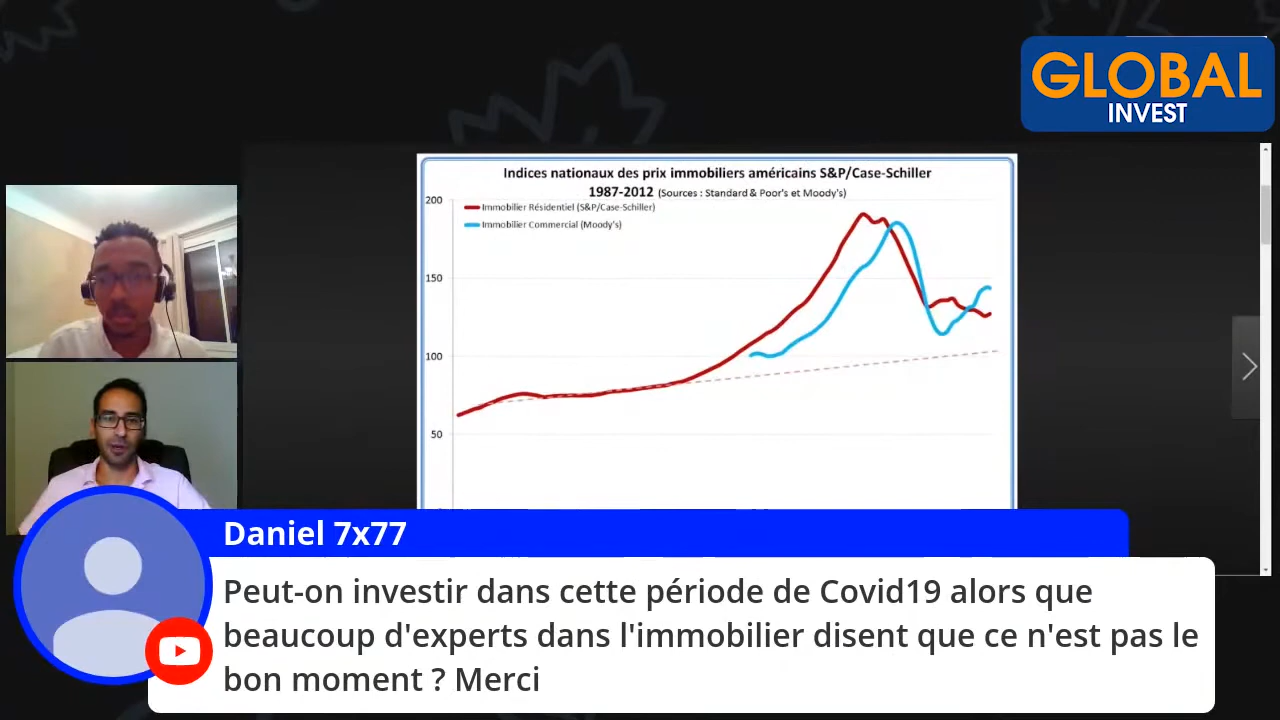 GLOBAL
INVEST
Indices nationaux des prix immobiliers américains S&P/Case-Schiller
1987-2012 (Sources : Standard & Poor's et Moody's)
200
Immobilier Résidentiel (S&P/Case-Schiller)
Immobilier Commercial (Moody's)
150
100
50
Daniel 7x77
Peut-on investir dans cette période de Covid19 alors que
beaucoup d'experts dans l'immobilier disent que ce n'est pas le
bon moment ? Merci